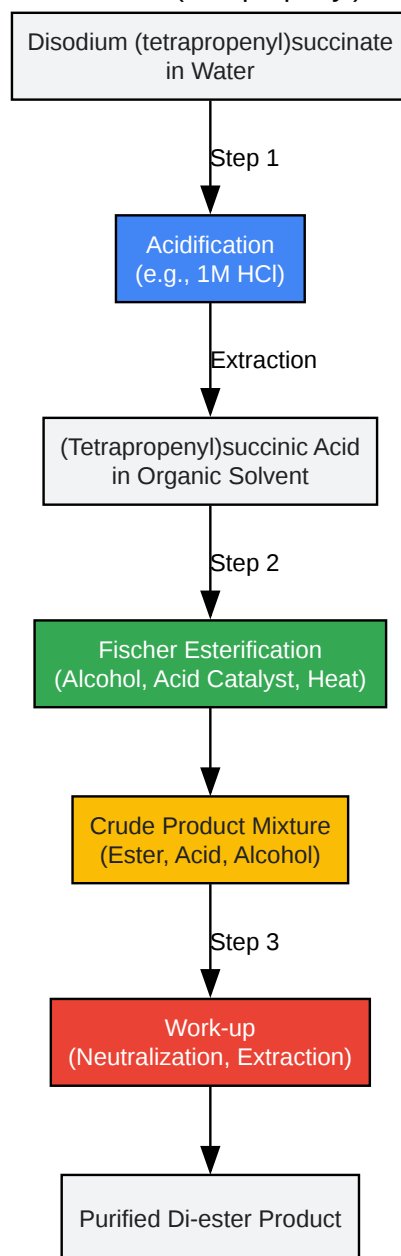 Disodium (tetrapropenyl)succinate
in Water
Step 1
Acidification
(e.g., 1M HCl)
Extraction
(Tetrapropenyl)succinic Acid
in Organic Solvent
Step 2
Fischer Esterification
(Alcohol, Acid Catalyst, Heat)
Crude Product Mixture
(Ester, Acid, Alcohol)
Step 3
Work-up
(Neutralization, Extraction)
Purified Di-ester Product